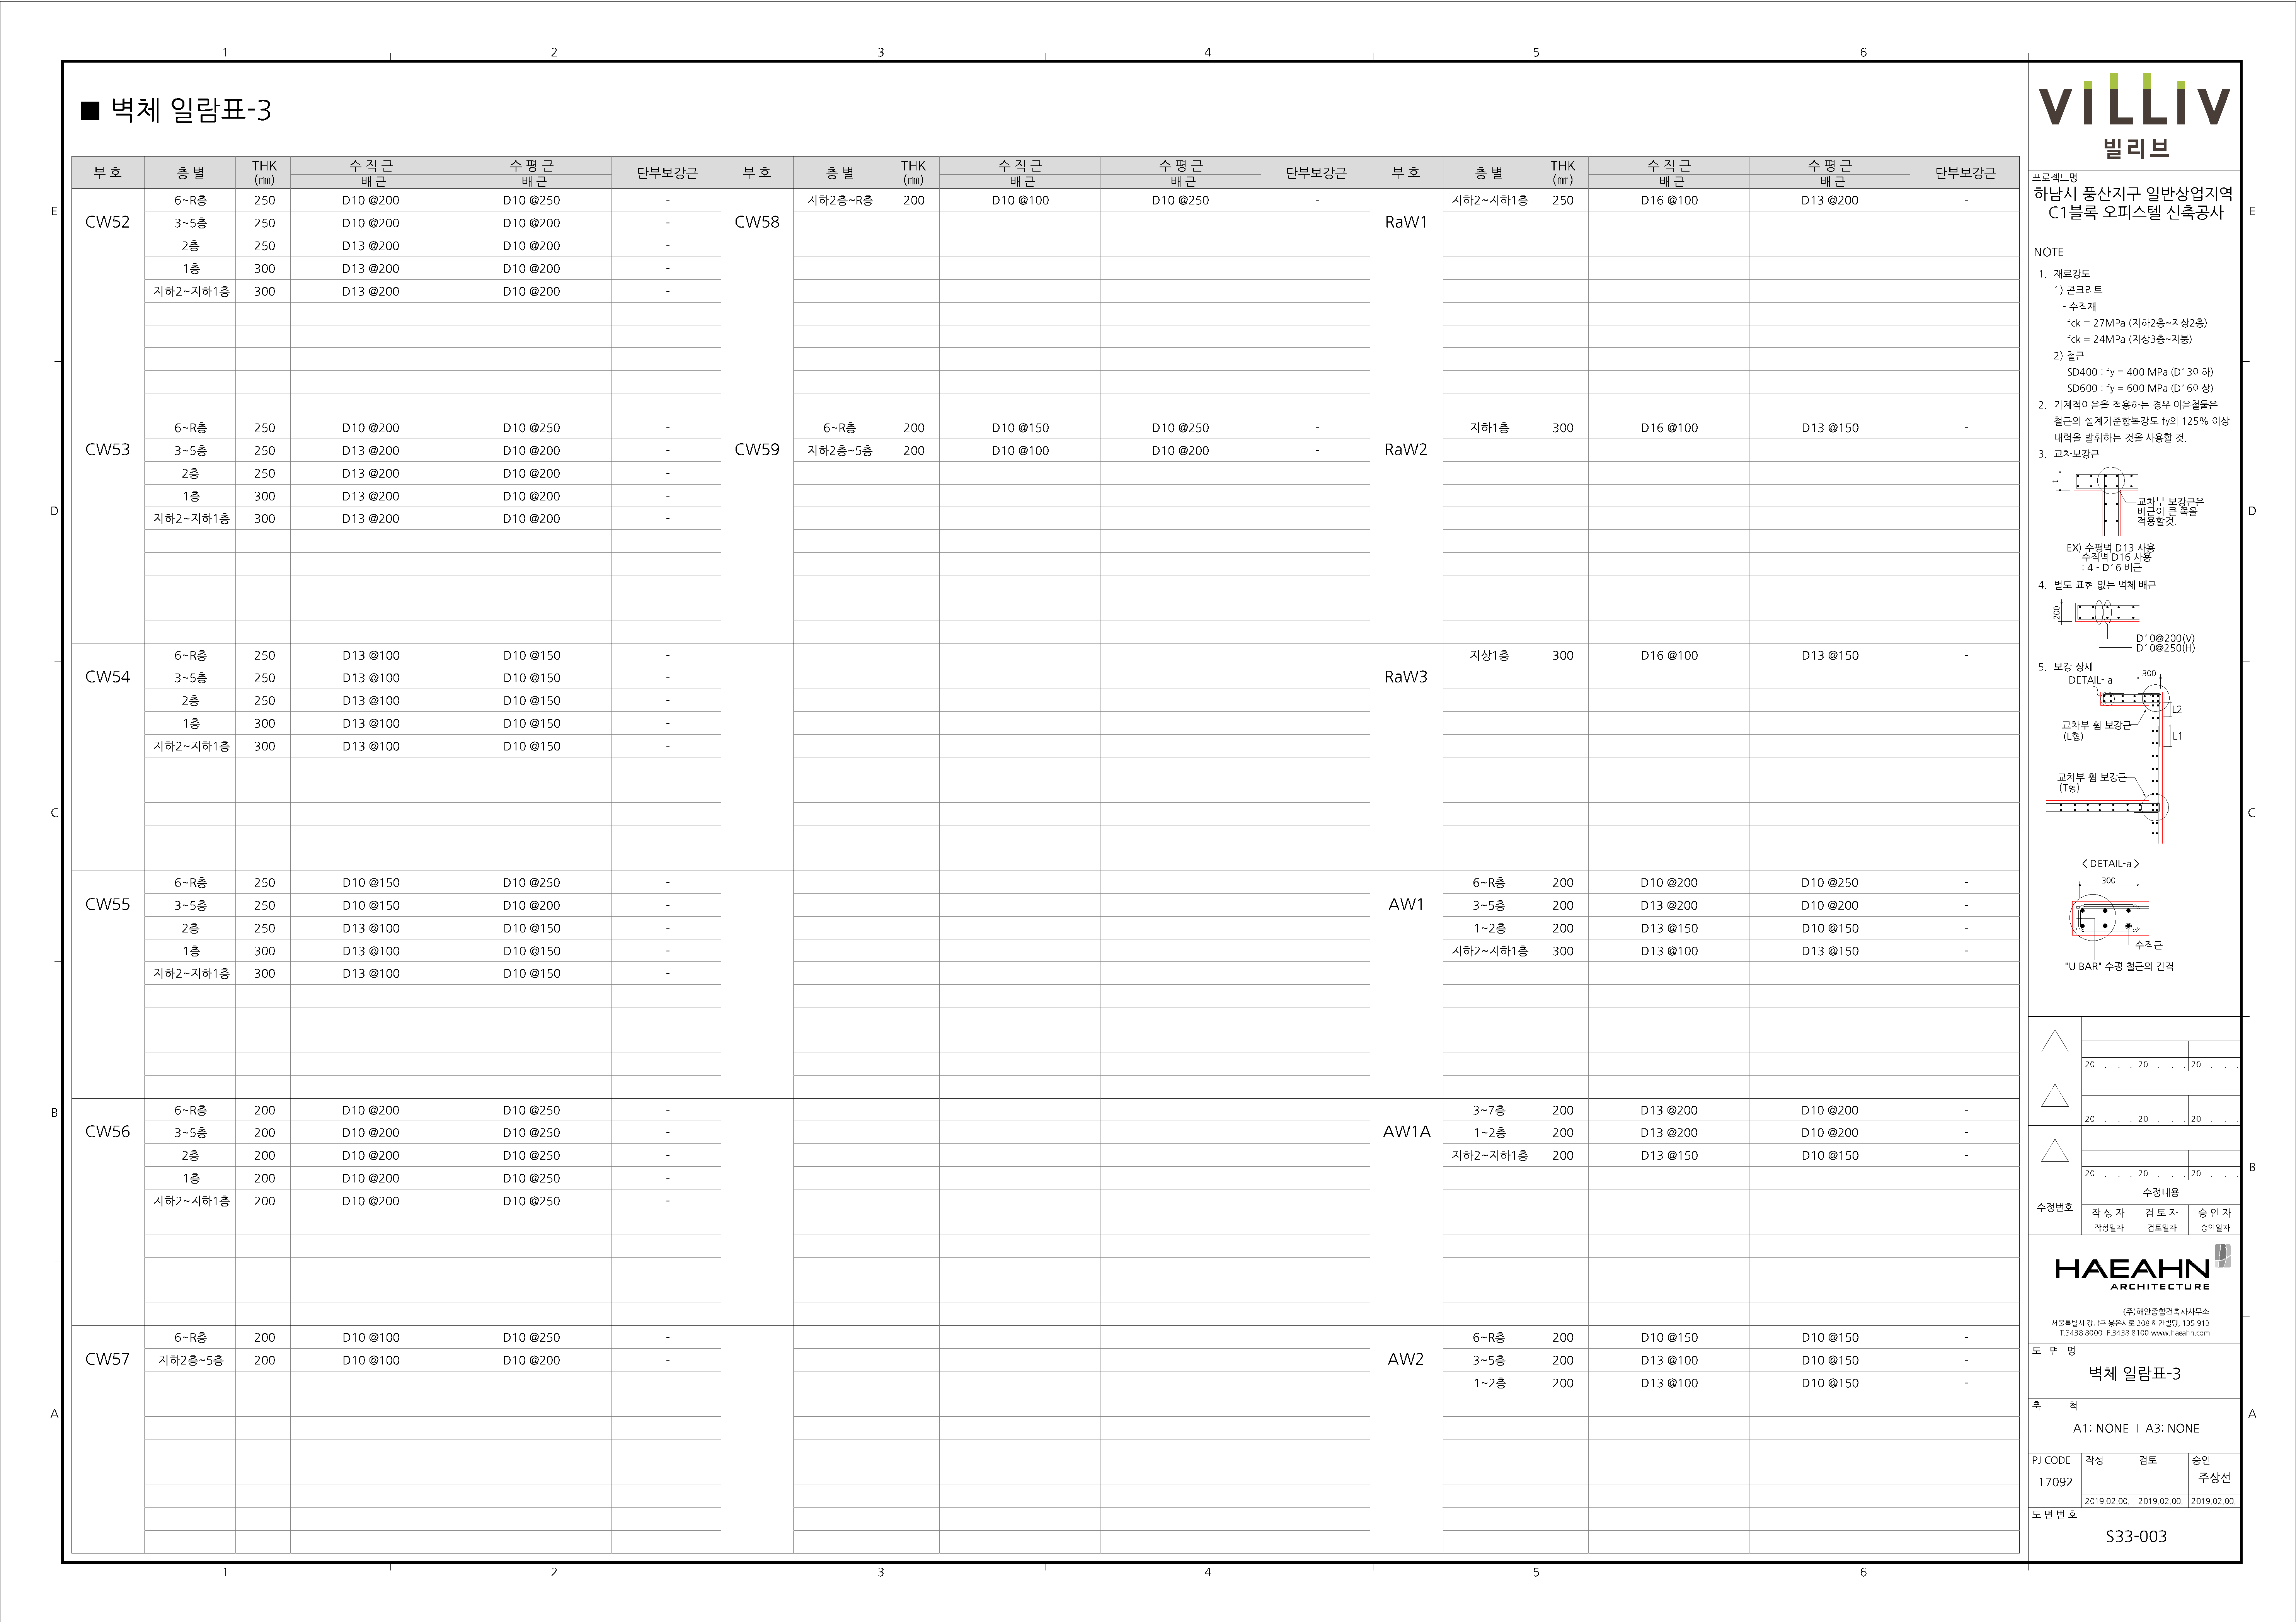 1 2 3 4 5 6
■ 벽체 일람표-3
부 호 층 별 THK (㎜) 수 직 근 배 근 수 평 근 배 근 단부보강근
CW52
6~R층 250 D10 @200 D10 @250 -
3~5층 250 D10 @200 D10 @200 -
2층 250 D13 @200 D10 @200 -
1층 300 D13 @200 D10 @200 -
지하2~지하1층 300 D13 @200 D10 @200 -
CW53
6~R층 250 D10 @200 D10 @250 -
3~5층 250 D13 @200 D10 @200 -
2층 250 D13 @200 D10 @200 -
1층 300 D13 @200 D10 @200 -
지하2~지하1층 300 D13 @200 D10 @200 -
CW54
6~R층 250 D13 @100 D10 @150 -
3~5층 250 D13 @100 D10 @150 -
2층 250 D13 @100 D10 @150 -
1층 300 D13 @100 D10 @150 -
지하2~지하1층 300 D13 @100 D10 @150 -
CW55
6~R층 250 D10 @150 D10 @250 -
3~5층 250 D10 @150 D10 @200 -
2층 250 D13 @100 D10 @150 -
1층 300 D13 @100 D10 @150 -
지하2~지하1층 300 D13 @100 D10 @150 -
CW56
6~R층 200 D10 @200 D10 @250 -
3~5층 200 D10 @200 D10 @250 -
2층 200 D10 @200 D10 @250 -
1층 200 D10 @200 D10 @250 -
지하2~지하1층 200 D10 @200 D10 @250 -
CW57
6~R층 200 D10 @100 D10 @250 -
지하2층~5층 200 D10 @100 D10 @200 -
부 호 층 별 THK (㎜) 수 직 근 배 근 수 평 근 배 근 단부보강근
CW58
지하2층~R층 200 D10 @100 D10 @250 -
CW59
6~R층 200 D10 @150 D10 @250 -
지하2층~5층 200 D10 @100 D10 @200 -
부 호 층 별 THK (㎜) 수 직 근 배 근 수 평 근 배 근 단부보강근
RaW1
지하2~지하1층 250 D16 @100 D13 @200 -
RaW2
지하1층 300 D16 @100 D13 @150 -
RaW3
지상1층 300 D16 @100 D13 @150 -
AW1
6~R층 200 D10 @200 D10 @250 -
3~5층 200 D13 @200 D10 @200 -
1~2층 200 D13 @150 D10 @150 -
지하2~지하1층 300 D13 @100 D13 @150 -
AW1A
3~7층 200 D13 @200 D10 @200 -
1~2층 200 D13 @200 D10 @200 -
지하2~지하1층 200 D13 @150 D10 @150 -
AW2
6~R층 200 D10 @150 D10 @150 -
3~5층 200 D13 @100 D10 @150 -
1~2층 200 D13 @100 D10 @150 -
VILLIV
빌리브
프로젝트명
하남시 풍산지구 일반상업지역
C1블록 오피스텔 신축공사
NOTE
1. 재료강도
1) 콘크리트
- 수직재
fck = 27MPa (지하2층~지상2층)
fck = 24MPa (지상3층~지붕)
2) 철근
SD400 : fy = 400 MPa (D13이하)
SD600 : fy = 600 MPa (D16이상)
2. 기계적이음을 적용하는 경우 이음철물은
철근의 설계기준항복강도 fy의 125% 이상
내력을 발휘하는 것을 사용할 것.
3. 교차보강근
t
교차부 보강근은
배근이 큰 쪽을
적용할것.
EX) 수평벽 D13 사용
수직벽 D16 사용
: 4 - D16 배근
4. 별도 표현 없는 벽체 배근
200
D10@200(V)
D10@250(H)
5. 보강 상세
DETAIL- a
300
L2
교차부 휨 보강근
(L형)
L1
교차부 휨 보강근
(T형)
< DETAIL-a >
300
수직근
"U BAR" 수평 철근의 간격
20 . . . 20 . . . 20 . . .
20 . . . 20 . . . 20 . . .
20 . . . 20 . . . 20 . . .
수정번호 수정내용
작 성 자 검 토 자 승 인 자
작성일자 검토일자 승인일자
HAEAHN
ARCHITECTURE
(주)해안종합건축사사무소
서울특별시 강남구 봉은사로 208 해안빌딩, 135-913
T.3438 8000 F.3438 8100 www.haeahn.com
도 면 명
벽체 일람표-3
축 척
A1: NONE | A3: NONE
PJ CODE 작성 검토 승인
17092 주상선
2019.02.00. 2019.02.00. 2019.02.00.
도 면 번 호
S33-003
E D C B A
E D C B A
1 2 3 4 5 6